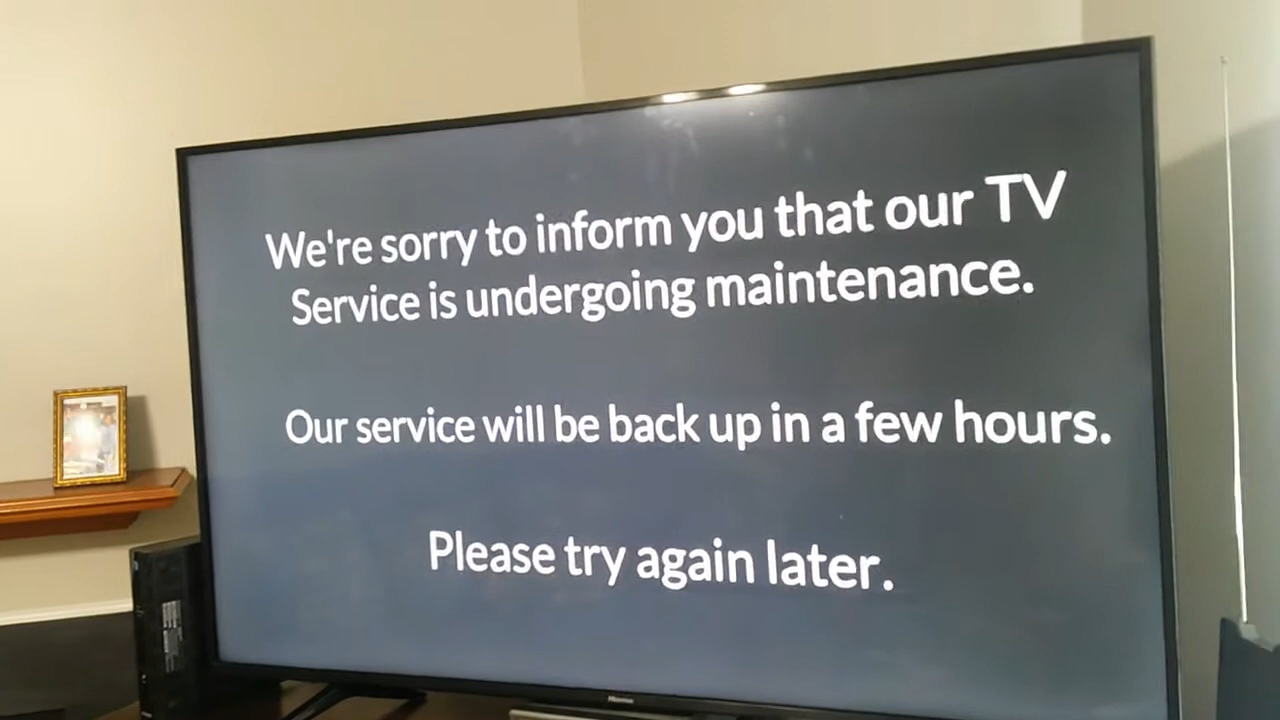 We're sorry to inform you that our TV
Service is undergoing maintenance.
Our service will be back up in a few hours.
Please try again later.
Hisense